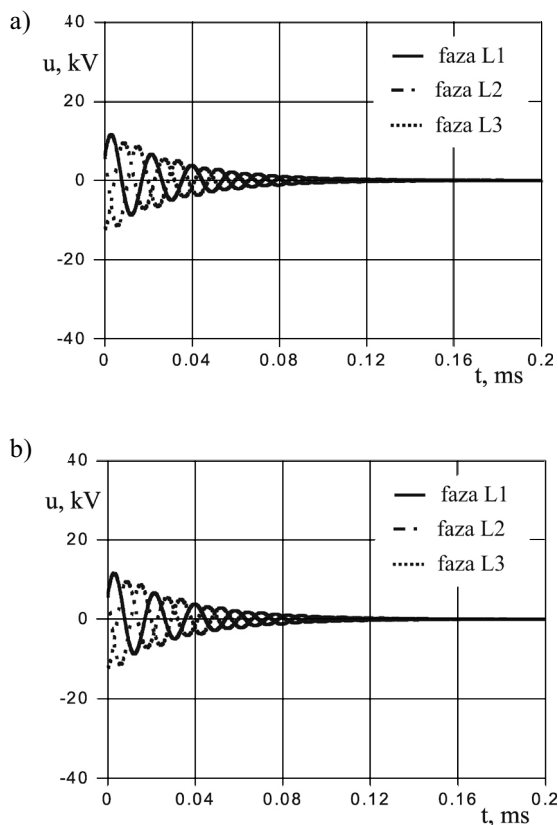 a)
40
u, kV
faza L1
faza L2
faza L3
20
0
-20
-40
0 0.04 0.08 0.12 0.16 0.2
t, ms
b)
40
u, kV
faza L1
faza L2
faza L3
20
0
-20
-40
0 0.04 0.08 0.12 0.16 0.2
t, ms